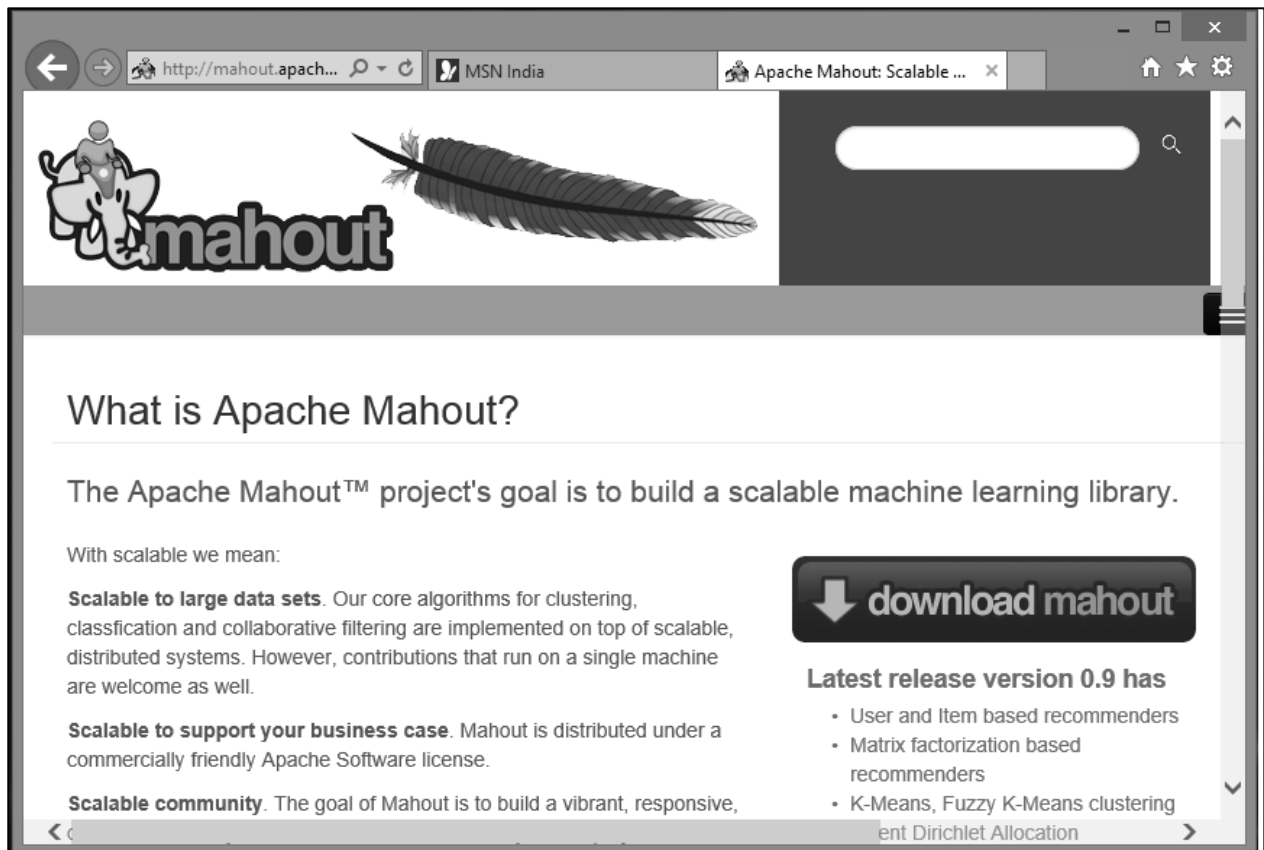 http://mahout.apach...
MSN India
Apache Mahout: Scalable ...
mahout
What is Apache Mahout?
The Apache Mahout™ project's goal is to build a scalable machine learning library.
With scalable we mean:
Scalable to large data sets. Our core algorithms for clustering,
classfication and collaborative filtering are implemented on top of scalable,
distributed systems. However, contributions that run on a single machine
are welcome as well.
Scalable to support your business case. Mahout is distributed under a
commercially friendly Apache Software license.
Scalable community. The goal of Mahout is to build a vibrant, responsive,
download mahout
Latest release version 0.9 has
• User and Item based recommenders
• Matrix factorization based
recommenders
• K-Means, Fuzzy K-Means clustering
Dirichlet Allocation